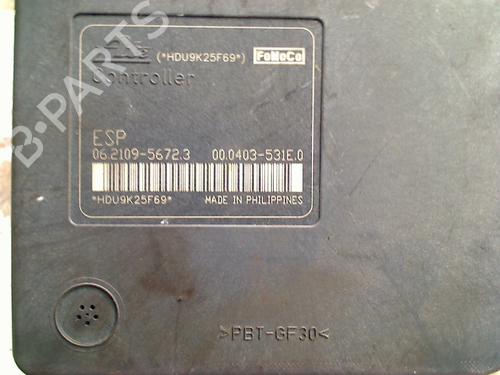 Ate (*HDU9K25F69*) FoMoCo
Controller
ESP
06.2109-5672.3 00.0403-531E.0
*HDU9K25F69* MADE IN PHILIPPINES
>PBT-GF30<
B-PARTS